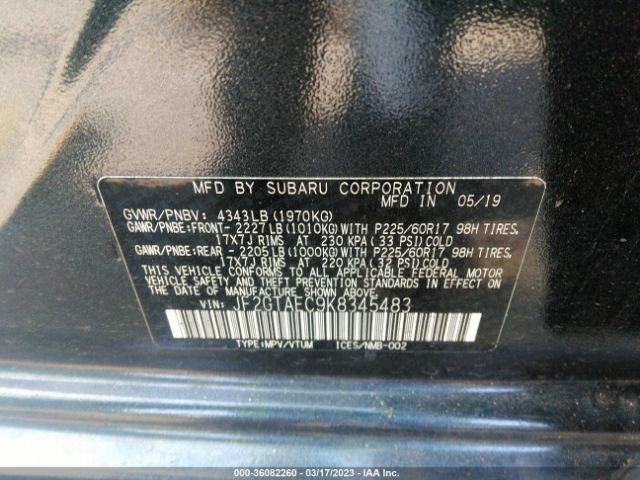 MFD BY SUBARU CORPORATION
MFD IN 05/19
GVWR/PNBV: 4343LB(1970KG)
GAWR/PNBE:FRONT- 2227LB(1010KG)WITH P225/60R17 98H TIRES,
17X7J RIMS AT 230 KPA(33 PSI)COLD
GAWR/PNBE:REAR - 2205LB(1000KG)WITH P225/60R17 98H TIRES,
17X7J RIMS AT 220 KPA(32 PSI)COLD
THIS VEHICLE CONFORMS TO ALL APPLICABLE FEDERAL MOTOR
VEHICLE SAFETY AND THEFT PREVENTION STANDARDS IN EFFECT
ON THE DATE OF MANUFACTURE SHOWN ABOVE.
VIN: JF2GTAEC9K8345483
TYPE:MPV/VTUM ICES/NMB-002
000-36082260 - 03/17/2023 - IAA Inc.